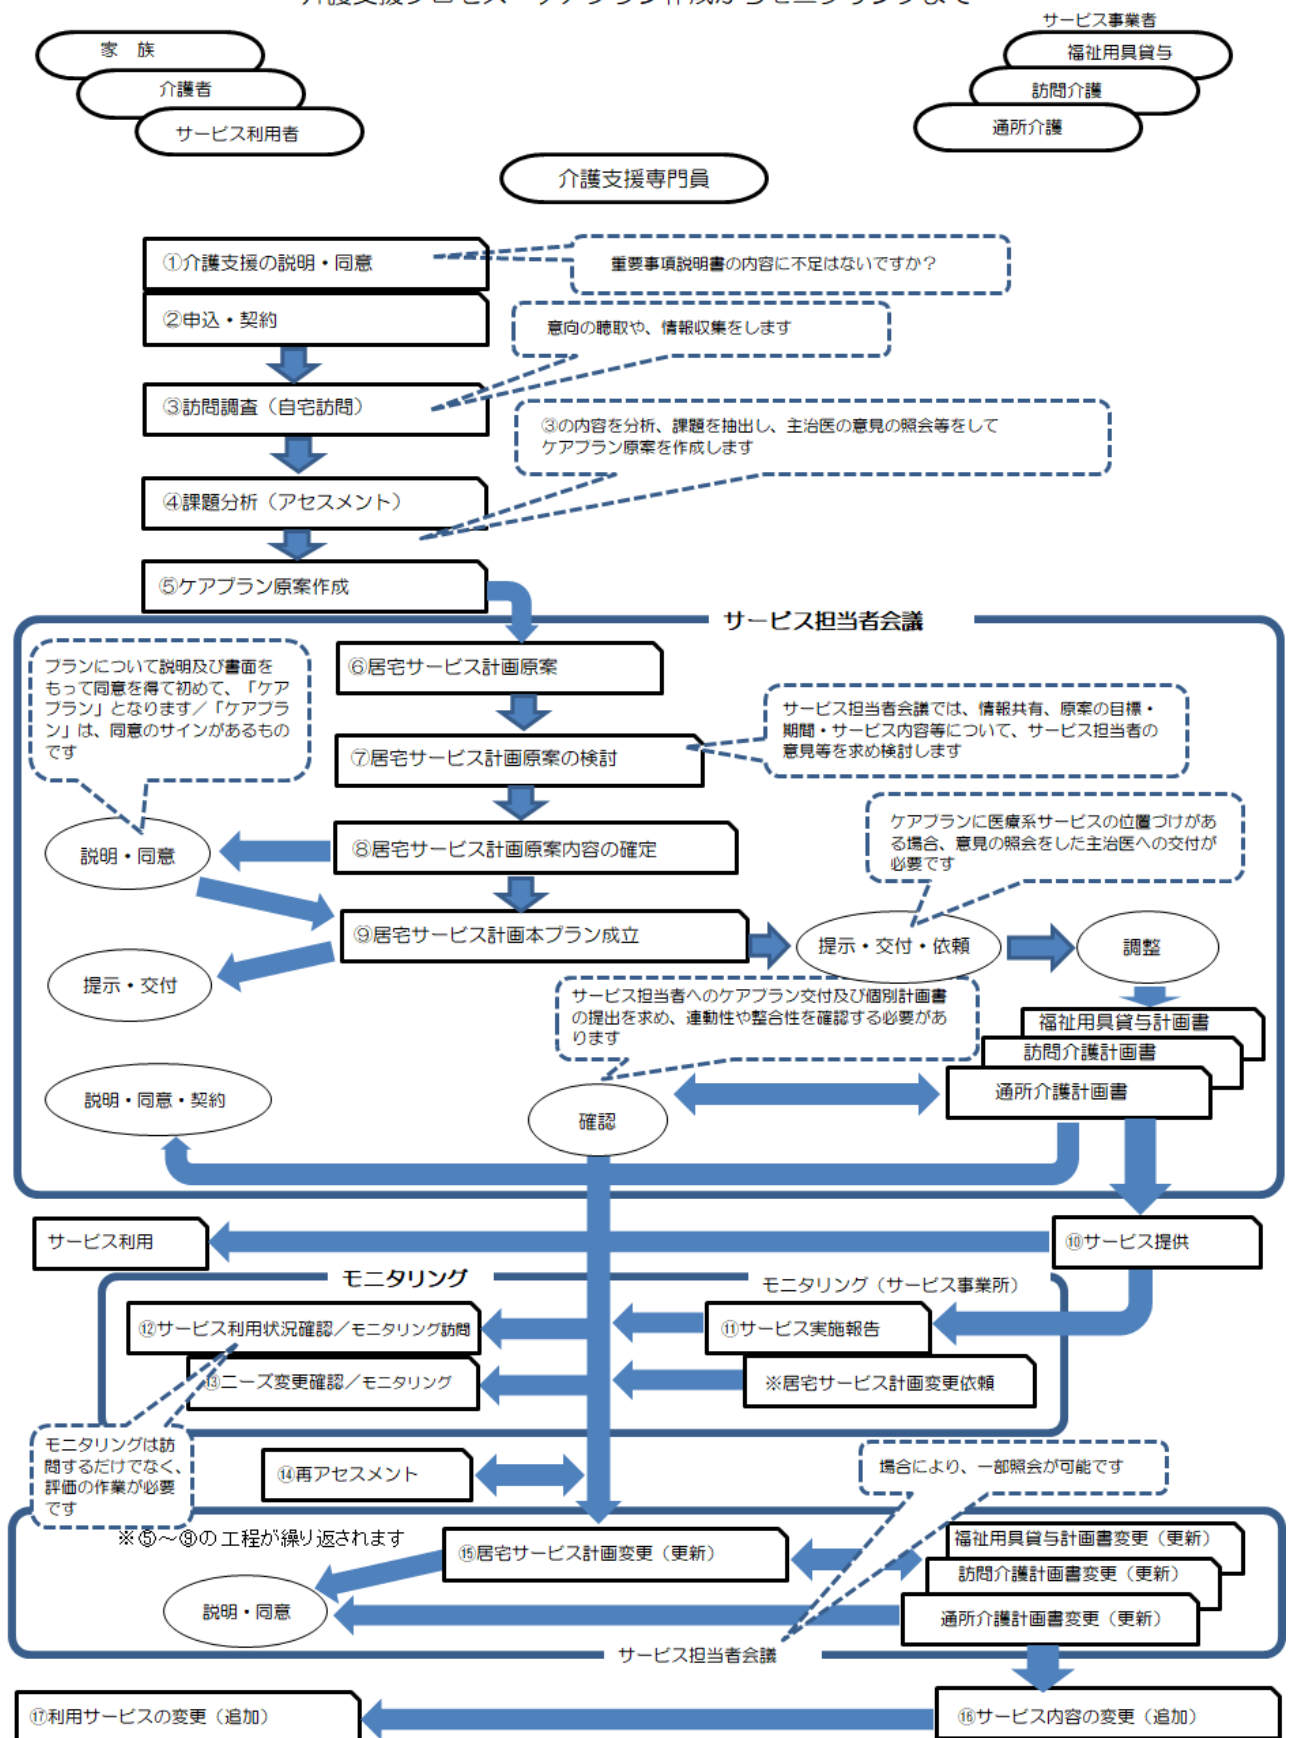 介護支援プロセス ケアプラン作成からモニタリングまで
サービス事業者
家　族
介護者
サービス利用者
福祉用具貸与
訪問介護
通所介護
介護支援専門員
①介護支援の説明・同意
重要事項説明書の内容に不足はないですか？
②申込・契約
意向の聴取や、情報収集をします
③訪問調査（自宅訪問）
③の内容を分析、課題を抽出し、主治医の意見の照会等をして
ケアプラン原案を作成します
④課題分析（アセスメント）
⑤ケアプラン原案作成
サービス担当者会議
プランについて説明及び書面を
もって同意を得て初めて、「ケア
プラン」となります／「ケアプラ
ン」は、同意のサインがあるもの
です
⑥居宅サービス計画原案
サービス担当者会議では、情報共有、原案の目標・
期間・サービス内容等について、サービス担当者の
意見等を求め検討します
⑦居宅サービス計画原案の検討
ケアプランに医療系サービスの位置づけがあ
る場合、意見の照会をした主治医への交付が
必要です
説明・同意
⑧居宅サービス計画原案内容の確定
⑨居宅サービス計画本プラン成立
提示・交付・依頼
調整
提示・交付
サービス担当者へのケアプラン交付及び個別計画書
の提出を求め、連動性や整合性を確認する必要があ
ります
福祉用具貸与計画書
訪問介護計画書
通所介護計画書
説明・同意・契約
確認
サービス利用
⑩サービス提供
モニタリング
モニタリング（サービス事業所）
⑫サービス利用状況確認／モニタリング訪問
⑪サービス実施報告
⑬ニーズ変更確認／モニタリング
※居宅サービス計画変更依頼
モニタリングは訪
問するだけでなく、
評価の作業が必要
です
⑭再アセスメント
場合により、一部照会が可能です
※⑤～⑨の工程が繰り返されます
⑮居宅サービス計画変更（更新）
福祉用具貸与計画書変更（更新）
訪問介護計画書変更（更新）
通所介護計画書変更（更新）
説明・同意
サービス担当者会議
⑰利用サービスの変更（追加）
⑯サービス内容の変更（追加）